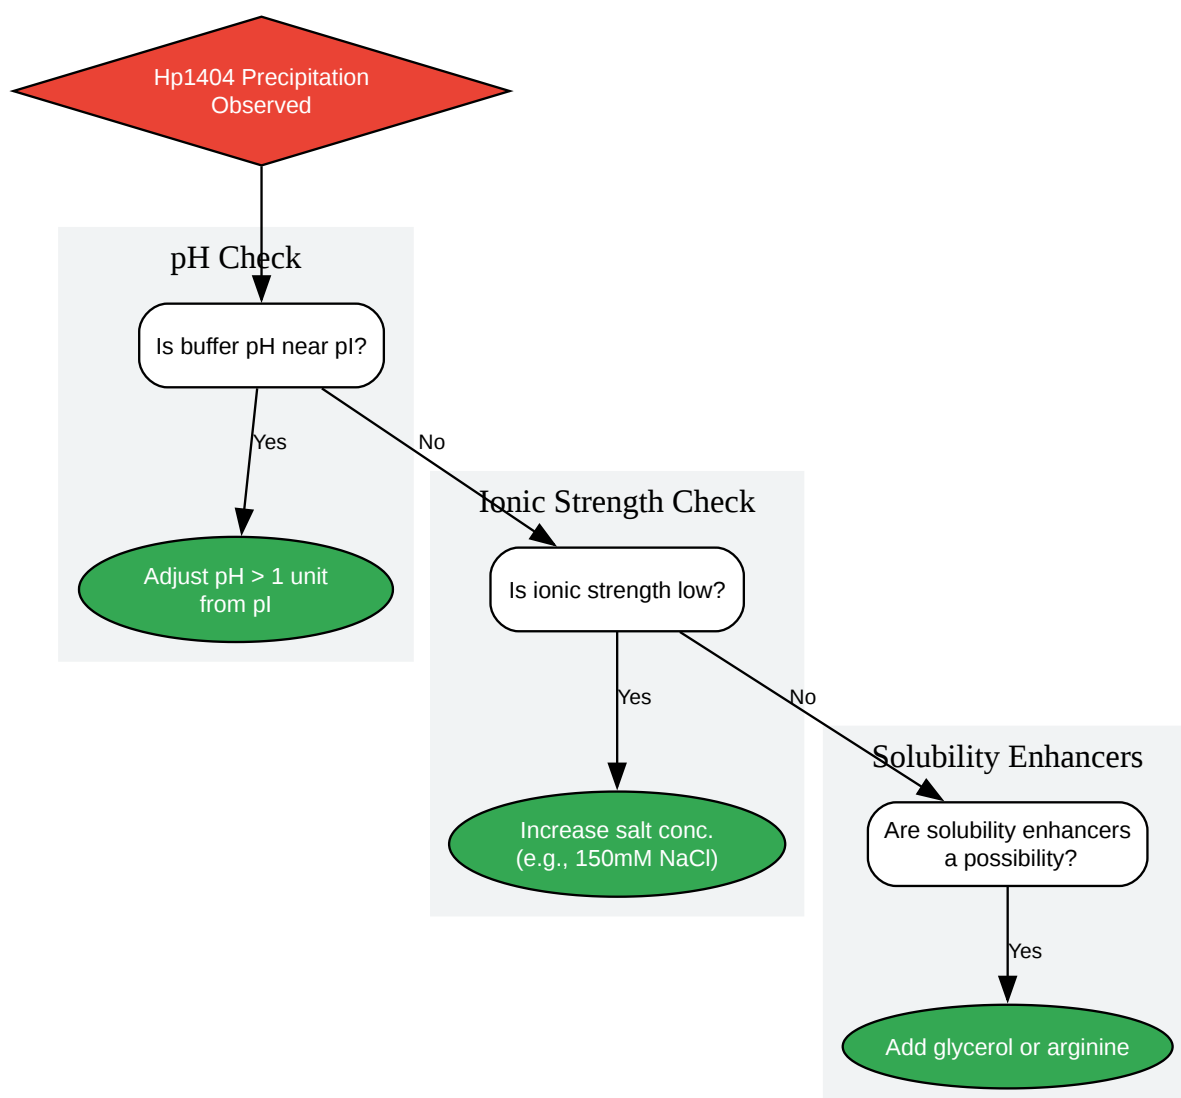 Hp1404 Precipitation
Observed
pH Check
Is buffer pH near pI?
Yes
No
Adjust pH > 1 unit
from pI
Ionic Strength Check
Is ionic strength low?
Yes
No
Increase salt conc.
(e.g., 150mM NaCl)
Solubility Enhancers
Are solubility enhancers
a possibility?
Yes
Add glycerol or arginine